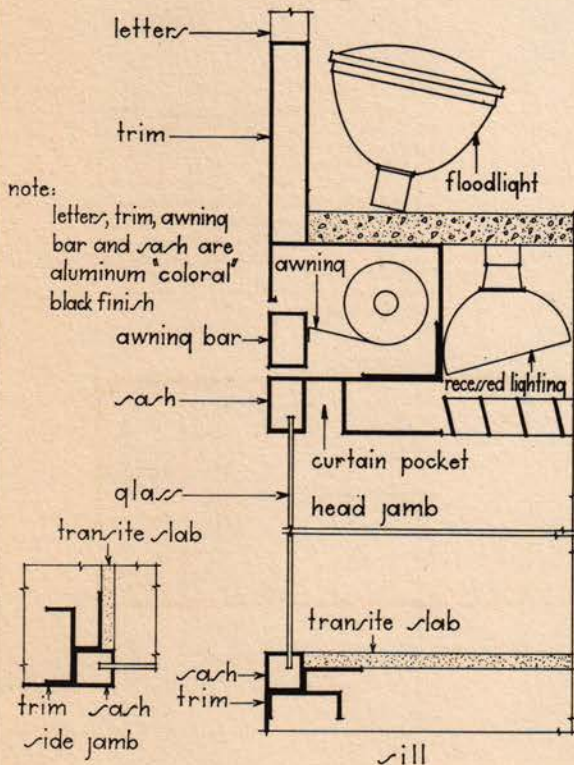 letters
trim
floodlight
note:
letters, trim, awning
bar and sash are
aluminum "coloral"
black finish
awning
awning bar
recessed lighting
sash
curtain pocket
glass
head jamb
transite slab
transite slab
sash
trim
trim sash
side jamb
sill